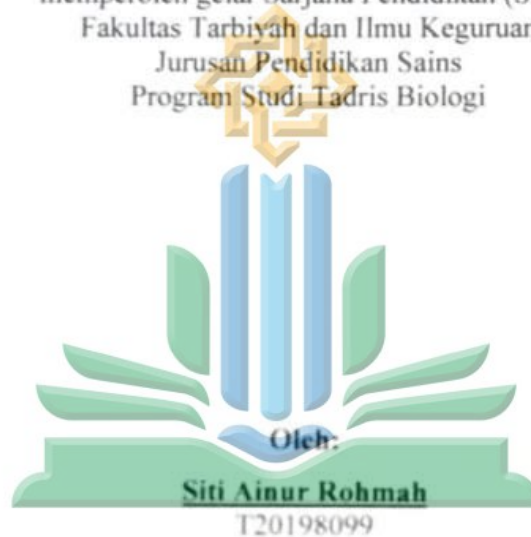 memperoleh gelar Sarjana Pendidikan
Fakultas Tarbiyah dan Ilmu Keguruan
Jurusan Pendidikan Sains
Program Studi Tadris Biologi
Oleh:
Siti Ainur Rohmah
T20198099